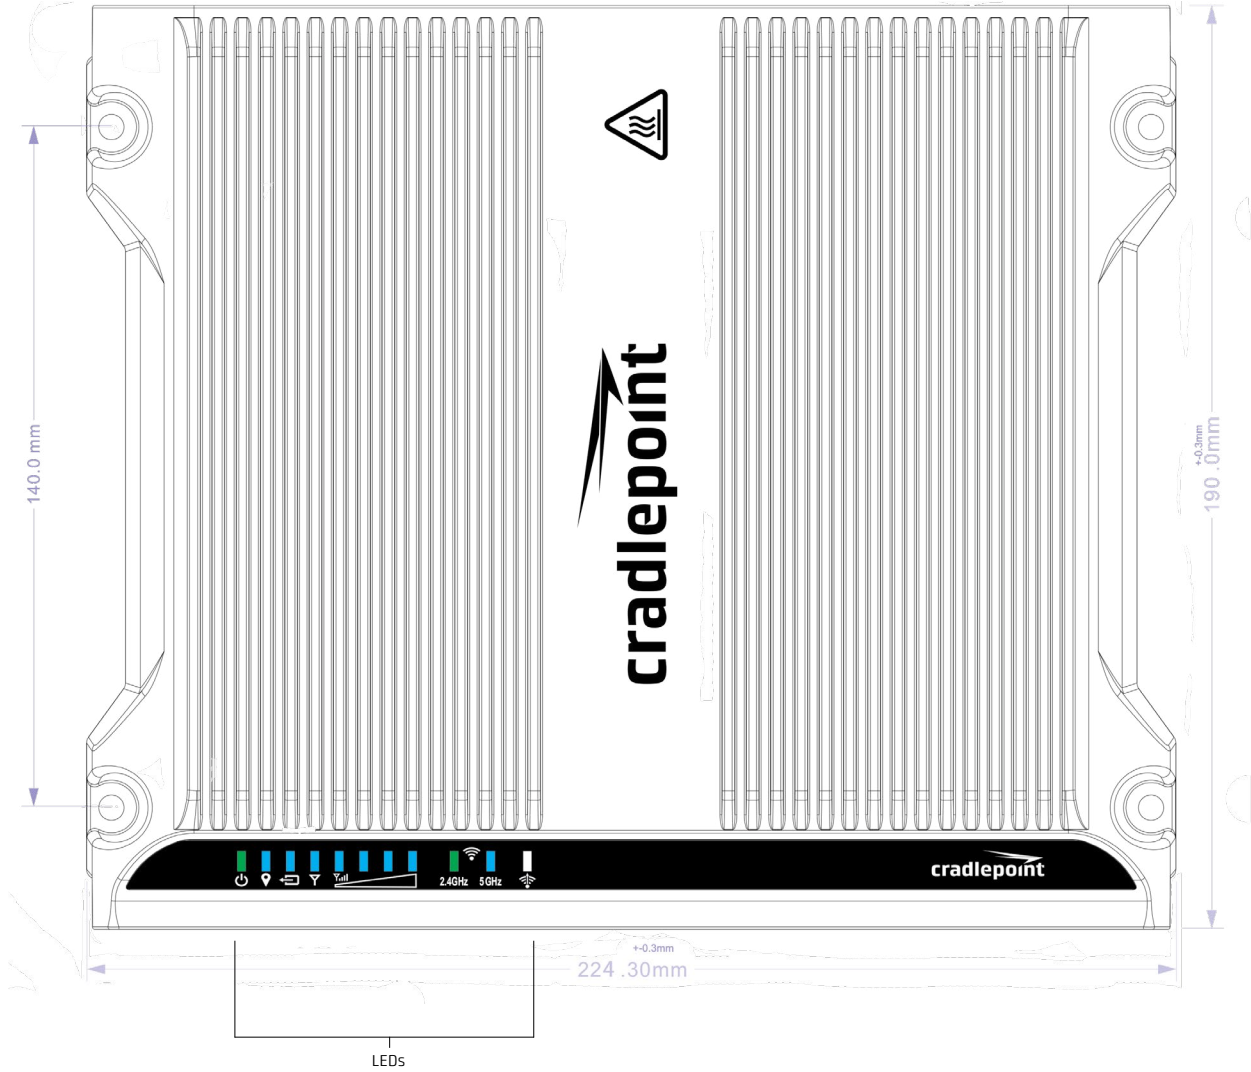 140.0 mm
cradlepoint
+-0.3mm
190.0mm
2.4GHz
5GHz
cradlepoint
+-0.3mm
224.30mm
LEDs